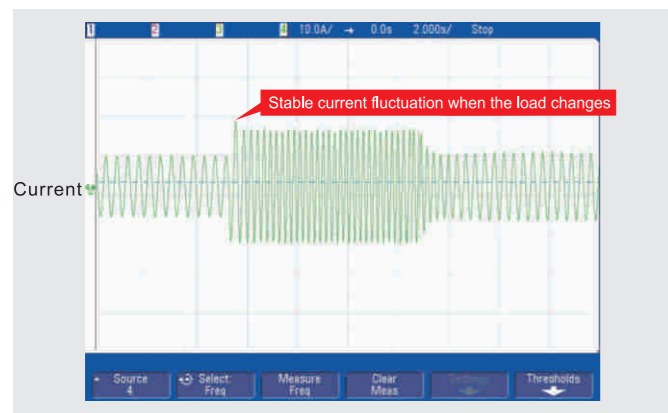 1 2 3 4 10.0A/ 0.0s 2.000s/ Stop
Stable current fluctuation when the load changes
Current
Source
4
Select:
Freq
Measure
Freq
Clear
Meas
Settings
Thresholds